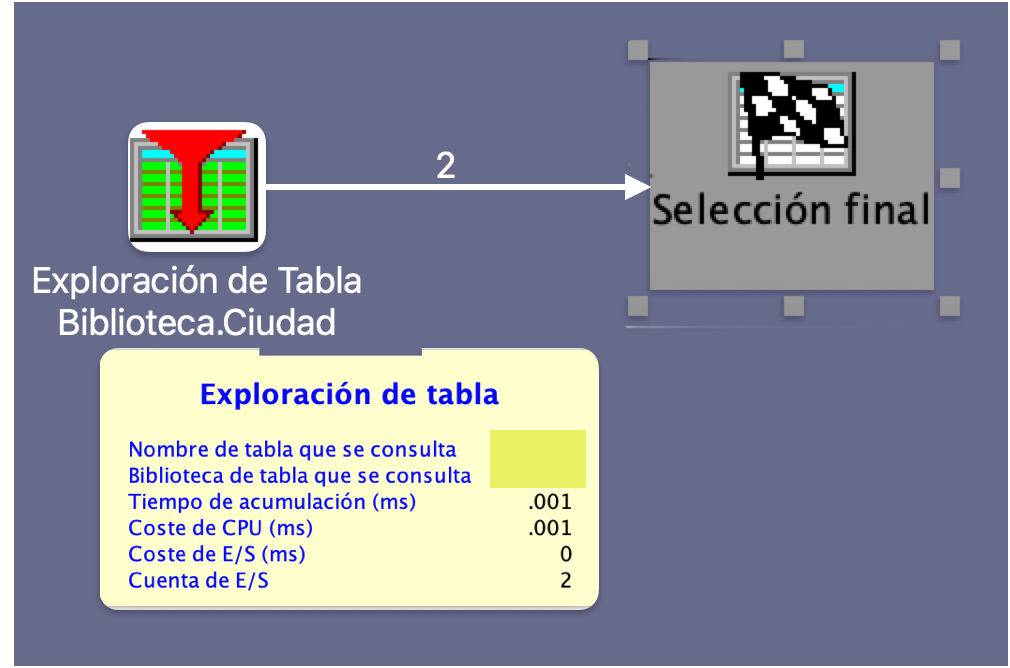 2
Selección final
Exploración de Tabla
Biblioteca.Ciudad
Exploración de tabla
Nombre de tabla que se consulta
Biblioteca de tabla que se consulta
Tiempo de acumulación (ms) .001
Coste de CPU (ms) .001
Coste de E/S (ms) 0
Cuenta de E/S 2